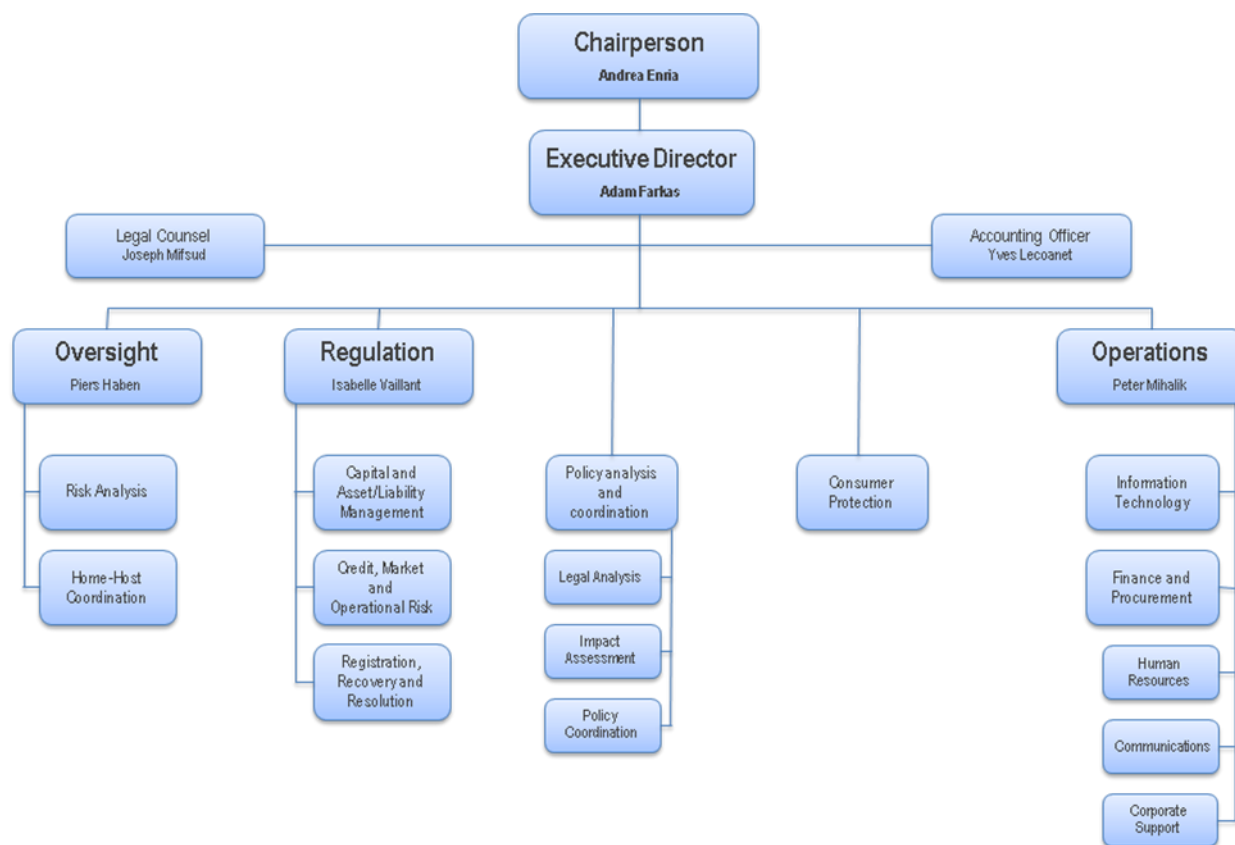 Chairperson
Andrea Enria
Executive Director
Adam Farkas
Legal Counsel
Joseph Mifsud
Accounting Officer
Yves Lecoanet
Oversight
Piers Haben
Regulation
Isabelle Vaillant
Operations
Peter Mihalik
Risk Analysis
Home-Host
Coordination
Capital and
Asset/Liability
Management
Credit, Market
and
Operational Risk
Registration,
Recovery and
Resolution
Policy analysis
and
coordination
Legal Analysis
Impact
Assessment
Policy
Coordination
Consumer
Protection
Information
Technology
Finance and
Procurement
Human
Resources
Communications
Corporate
Support